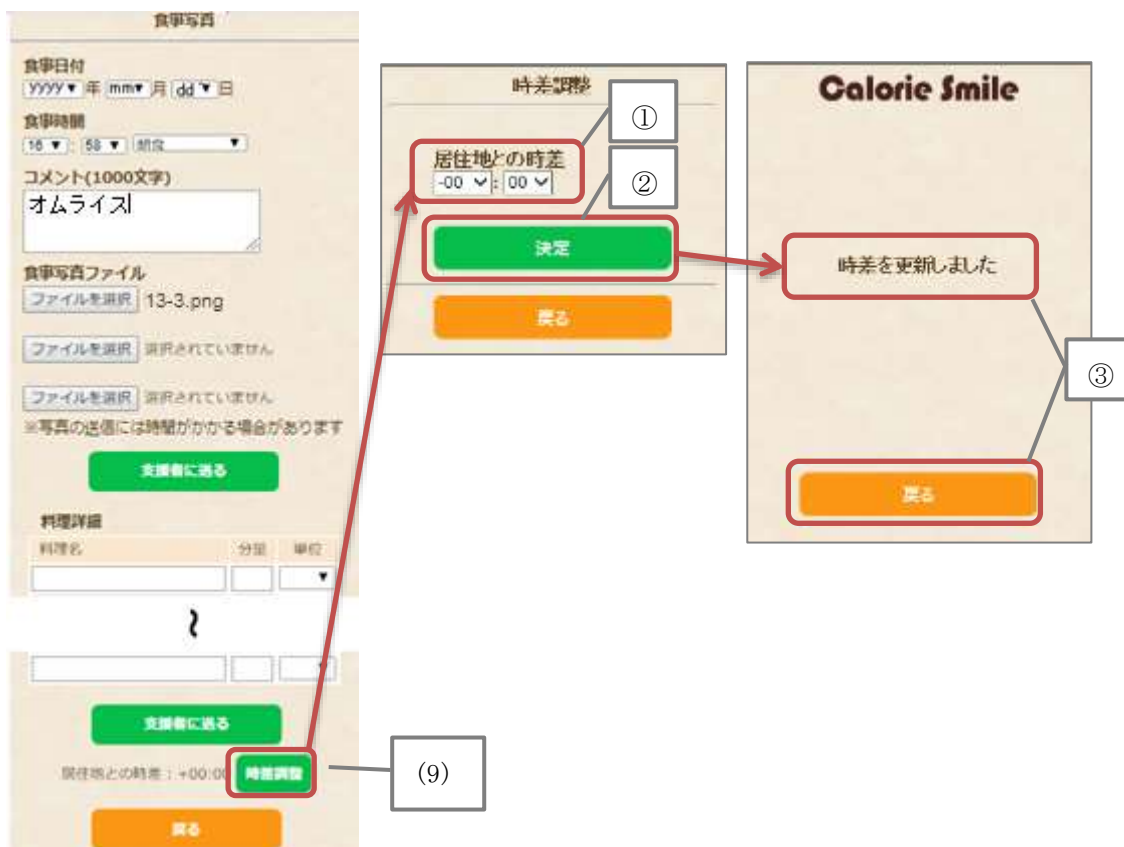 食事写真
食事日付
yyyy▼ 年 mm▼ 月 dd▼ 日
食事時間
16 ▼ : 58 ▼ 間食 ▼
コメント(1000文字)
オムライス
食事写真ファイル
ファイルを選択 13-3.png
ファイルを選択 選択されていません
ファイルを選択 選択されていません
※写真の送信には時間がかかる場合があります
支援者に送る
料理詳細
料理名 分量 単位
~
支援者に送る
居住地との時差：+00:00 時差調整
戻る
(9)
時差調整
①
居住地との時差
-00 : 00
②
決定
戻る
Calorie Smile
時差を更新しました
③
戻る